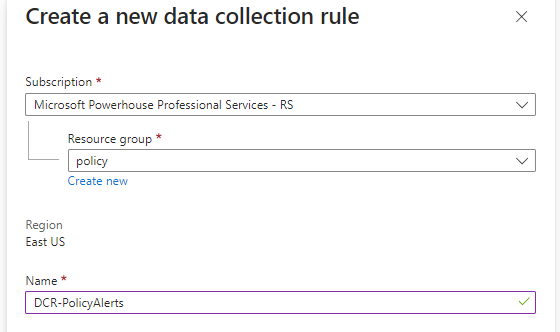 Create a new data collection rule
Subscription *
Microsoft Powerhouse Professional Services - RS
Resource group *
policy
Create new
Region
East US
Name *
DCR-PolicyAlerts